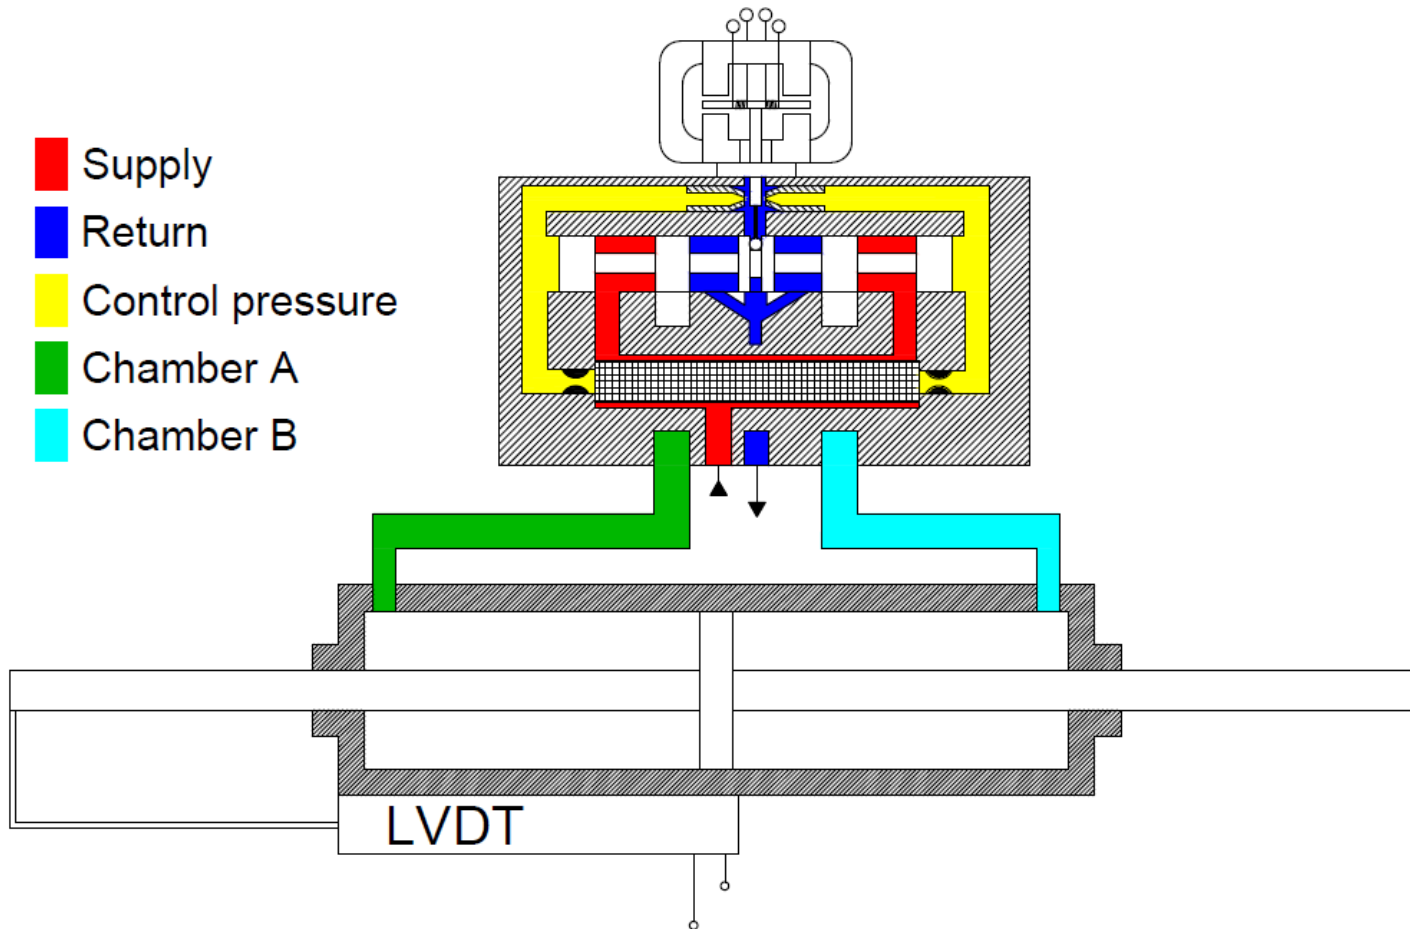 Supply
Return
Control pressure
Chamber A
Chamber B
LVDT